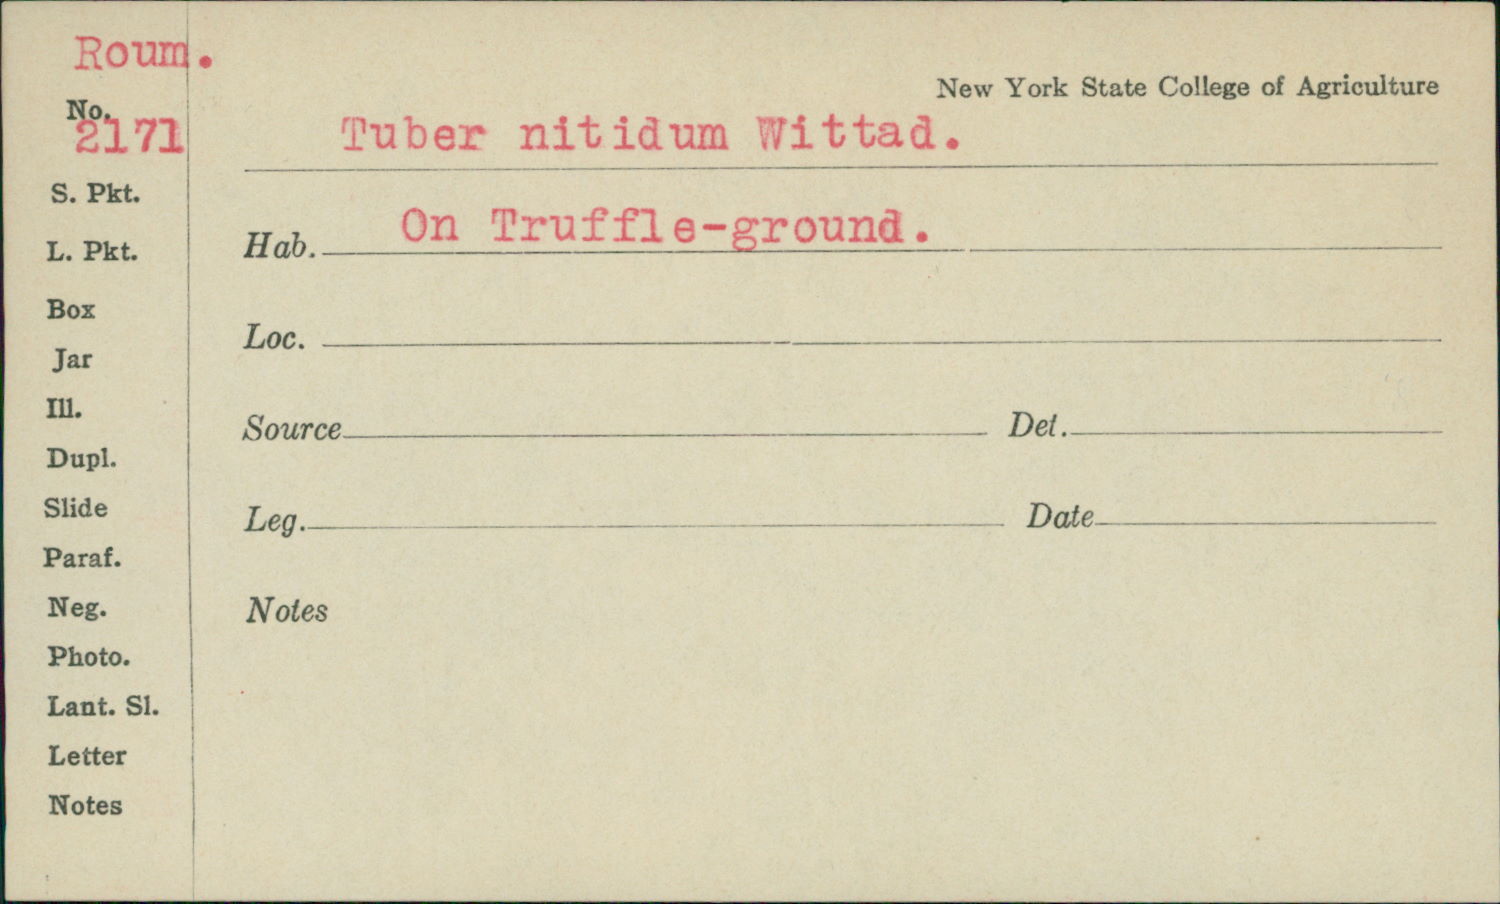 Roum.
New York State College of Agriculture
No.
2171
Tuber nitidum Wittad.
S. Pkt.
Hab. On Truffle-ground.
L. Pkt.
Box
Loc.
Jar
Ill.
Source Det.
Dupl.
Slide
Leg. Date
Paraf.
Neg.
Notes
Photo.
Lant. Sl.
Letter
Notes